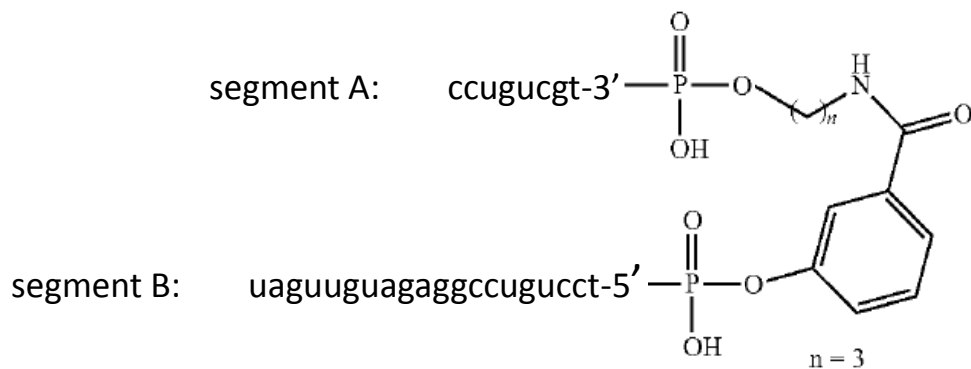 O
segment A: ccugucgt-3’ P O ( )n H N O
OH
O
segment B: uaguuguagaggccugucct-5’ P O
OH
n = 3